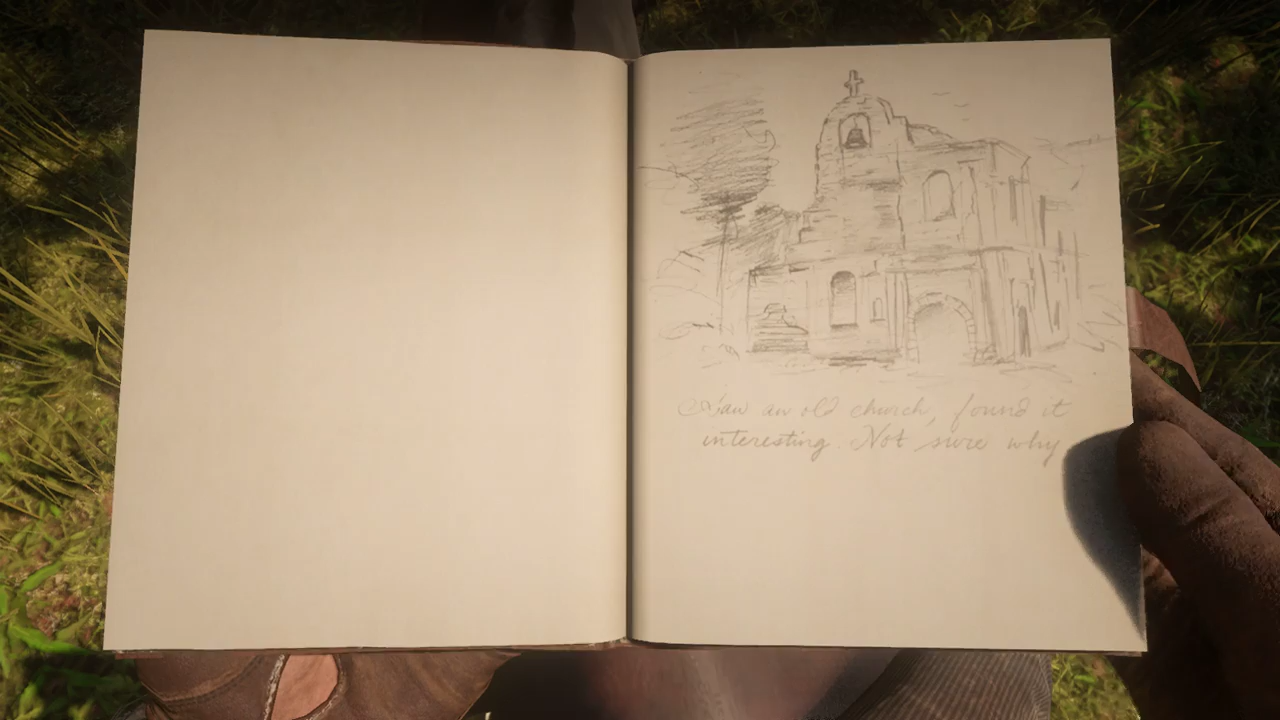 Saw an old church, found it
interesting. Not sure why